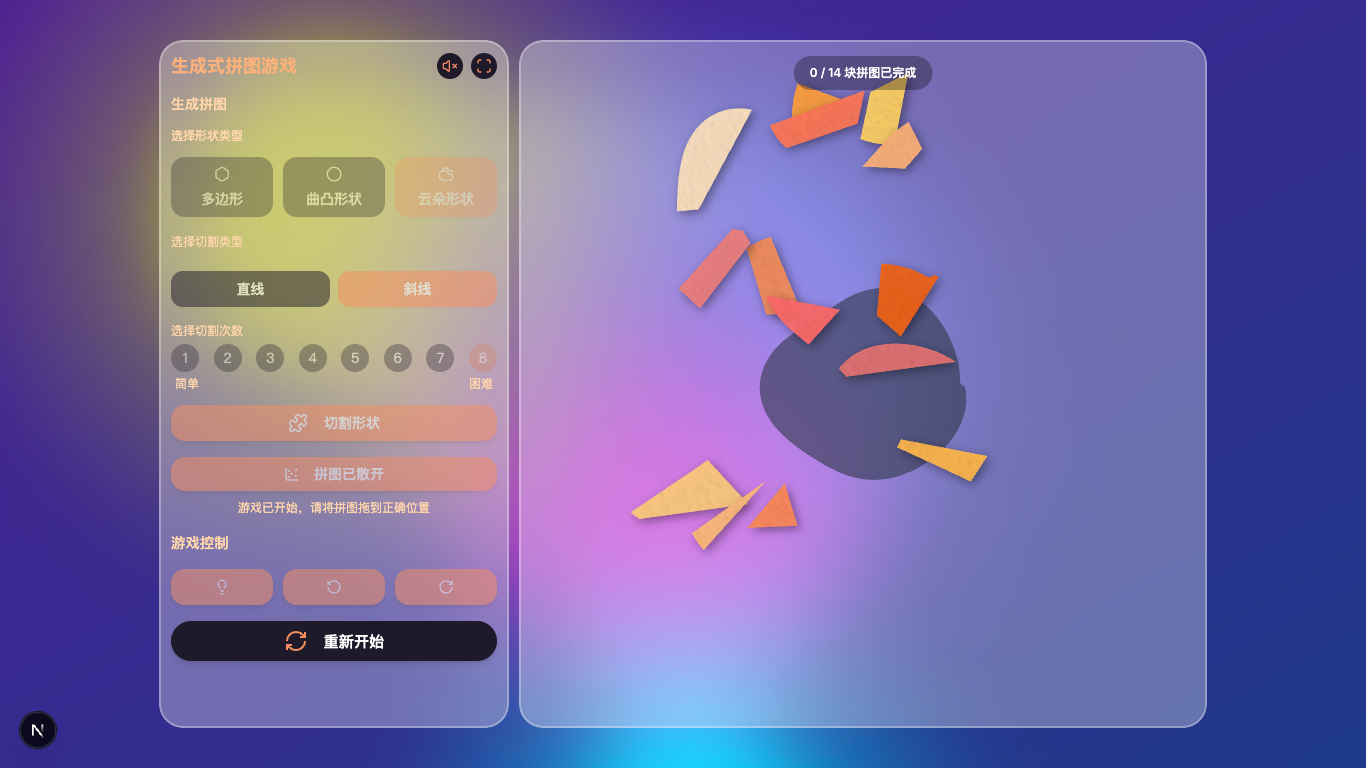 生成式拼图游戏
生成拼图
选择形状类型
多边形 曲凸形状 云朵形状
选择切割类型
直线 斜线
选择切割次数
1 2 3 4 5 6 7 8
简单 困难
切割形状
拼图已散开
游戏已开始，请将拼图拖到正确位置
游戏控制
重新开始
0 / 14 块拼图已完成
N